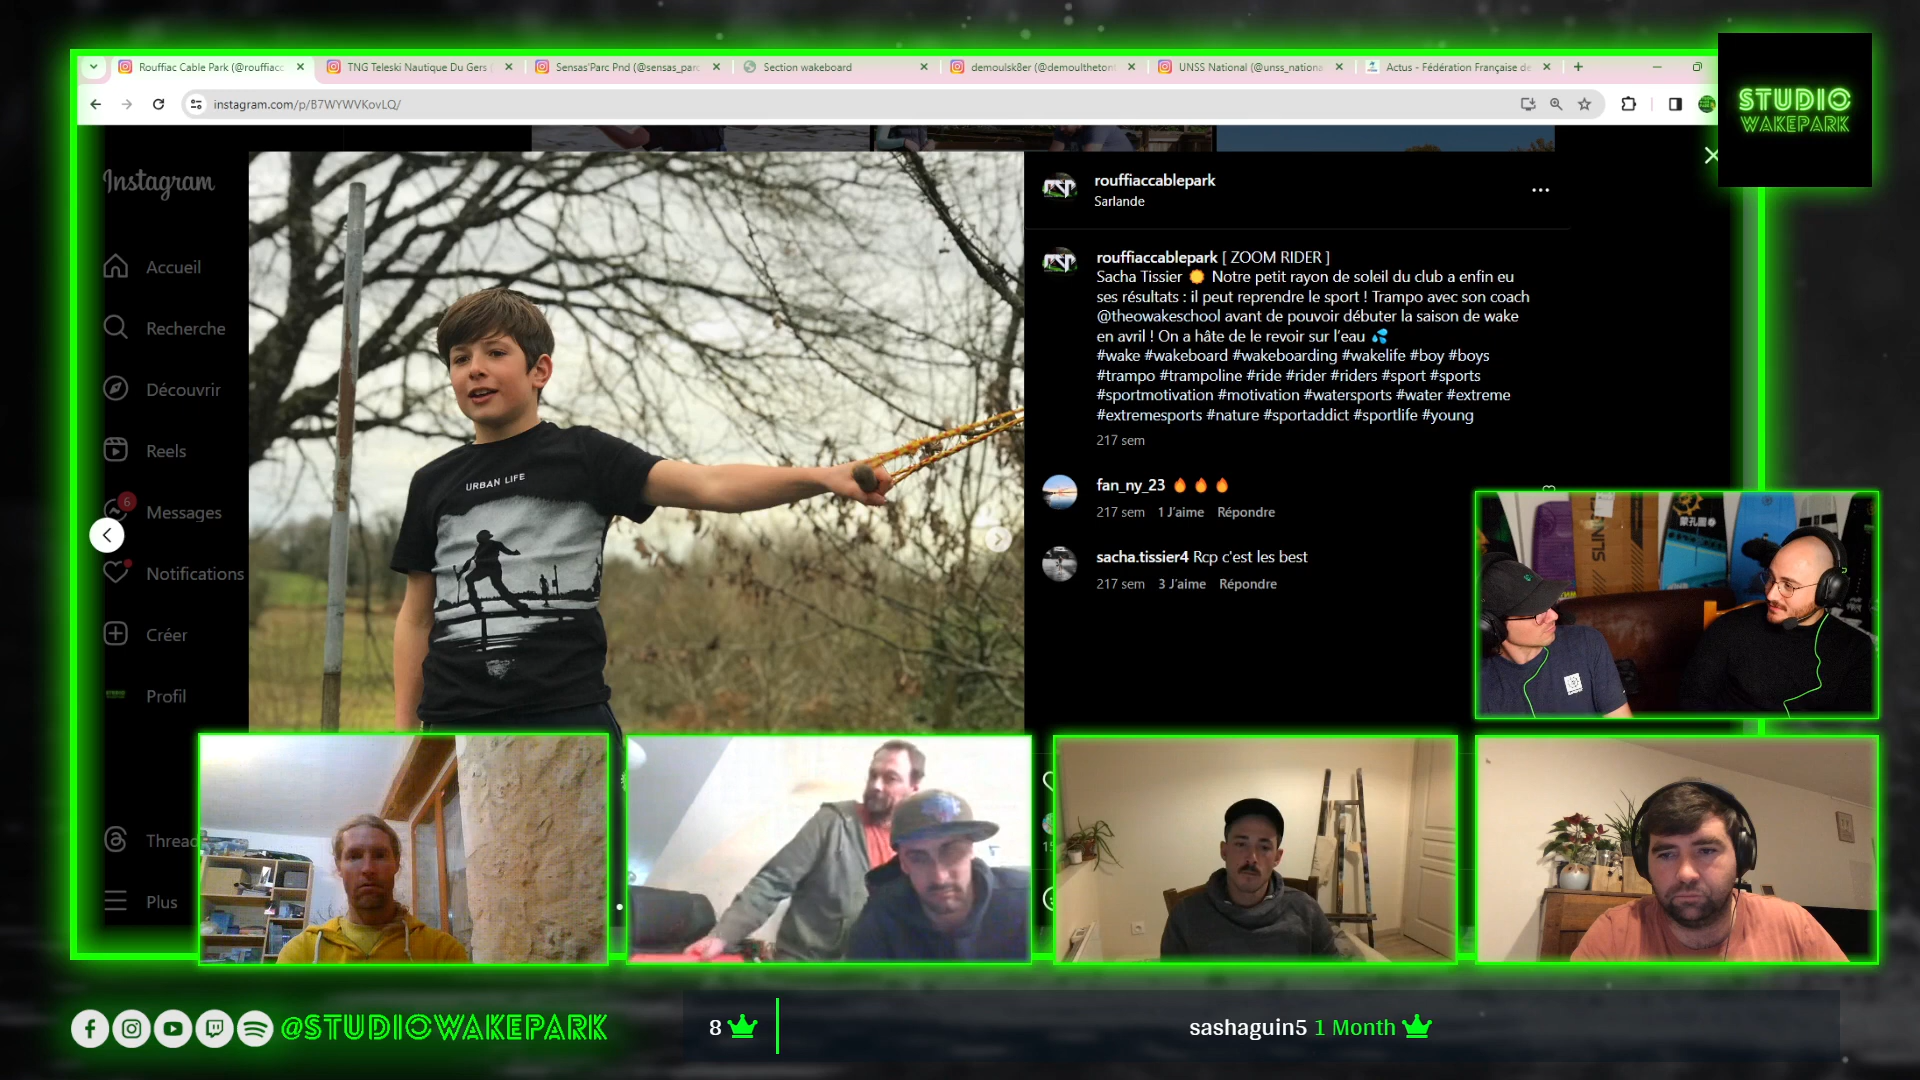 Rouffiac Cable Park (@rouffiacc
TNG Teleski Nautique Du Gers |
Sensas'Parc Pnd (@sensas_parc
Section wakeboard
demoulsk8er (@demoulthetont
UNSS National (@unss_nationa
Actus - Fédération Française de
instagram.com/p/B7WYWVKovLQ/
STUDIO
WAKEPARK
Instagram
Accueil
Recherche
Découvrir
Reels
6
Messages
Notifications
Créer
Profil
Thread
Plus
URBAN LIFE
rouffiaccablepark
Sarlande
rouffiaccablepark [ ZOOM RIDER ]
Sacha Tissier ☀️ Notre petit rayon de soleil du club a enfin eu
ses résultats : il peut reprendre le sport ! Trampo avec son coach
@theowakeschool avant de pouvoir débuter la saison de wake
en avril ! On a hâte de le revoir sur l'eau 💦
#wake #wakeboard #wakeboarding #wakelife #boy #boys
#trampo #trampoline #ride #rider #riders #sport #sports
#sportmotivation #motivation #watersports #water #extreme
#extremesports #nature #sportaddict #sportlife #young
217 sem
fan_ny_23 🔥 🔥 🔥
217 sem 1 J'aime Répondre
sacha.tissier4 Rcp c'est les best
217 sem 3 J'aime Répondre
@STUDIOWAKEPARK
8
sashaguin5 1 Month